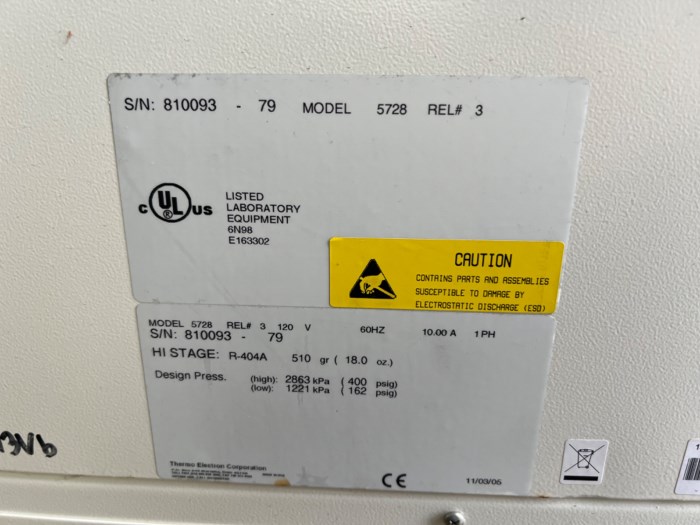 S/N: 810093 - 79 MODEL 5728 REL# 3
c UL ® US
LISTED
LABORATORY
EQUIPMENT
6N98
E163302
CAUTION
CONTAINS PARTS AND ASSEMBLIES
SUSCEPTIBLE TO DAMAGE BY
ELECTROSTATIC DISCHARGE (ESD)
MODEL 5728 REL# 3 120 V 60HZ 10.00 A 1 PH
S/N: 810093 - 79
HI STAGE: R-404A 510 gr ( 18.0 oz.)
Design Press. (high): 2863 kPa ( 400 psig)
(low): 1221 kPa ( 162 psig)
Thermo Electron Corporation
CE
11/03/05